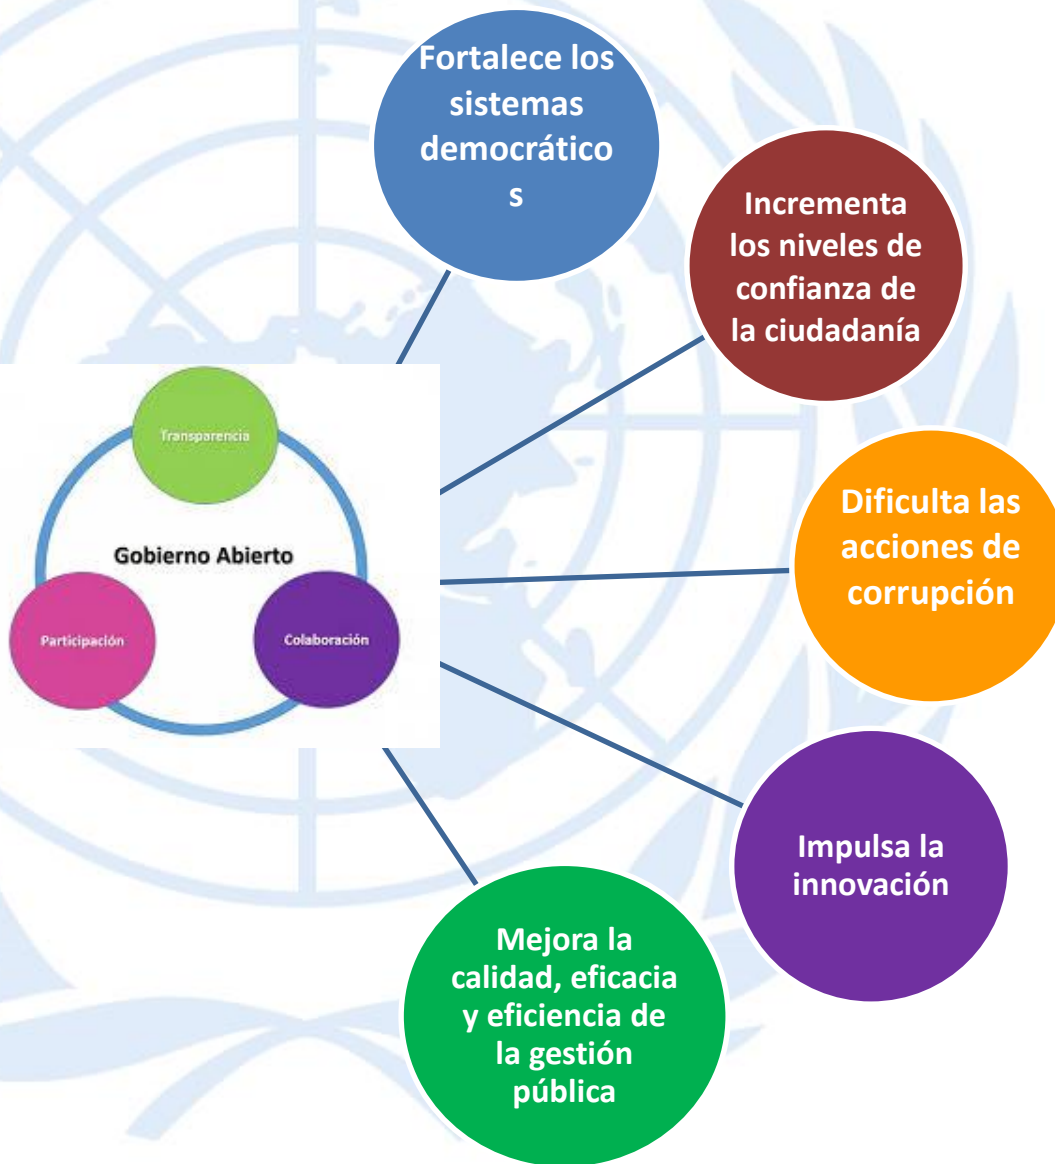 Fortalece los
sistemas
democrático
s
Incrementa
los niveles de
confianza de
la ciudadanía
Transparencia
Gobierno Abierto
Participación
Colaboración
Dificulta las
acciones de
corrupción
Impulsa la
innovación
Mejora la
calidad, eficacia
y eficiencia de
la gestión
pública